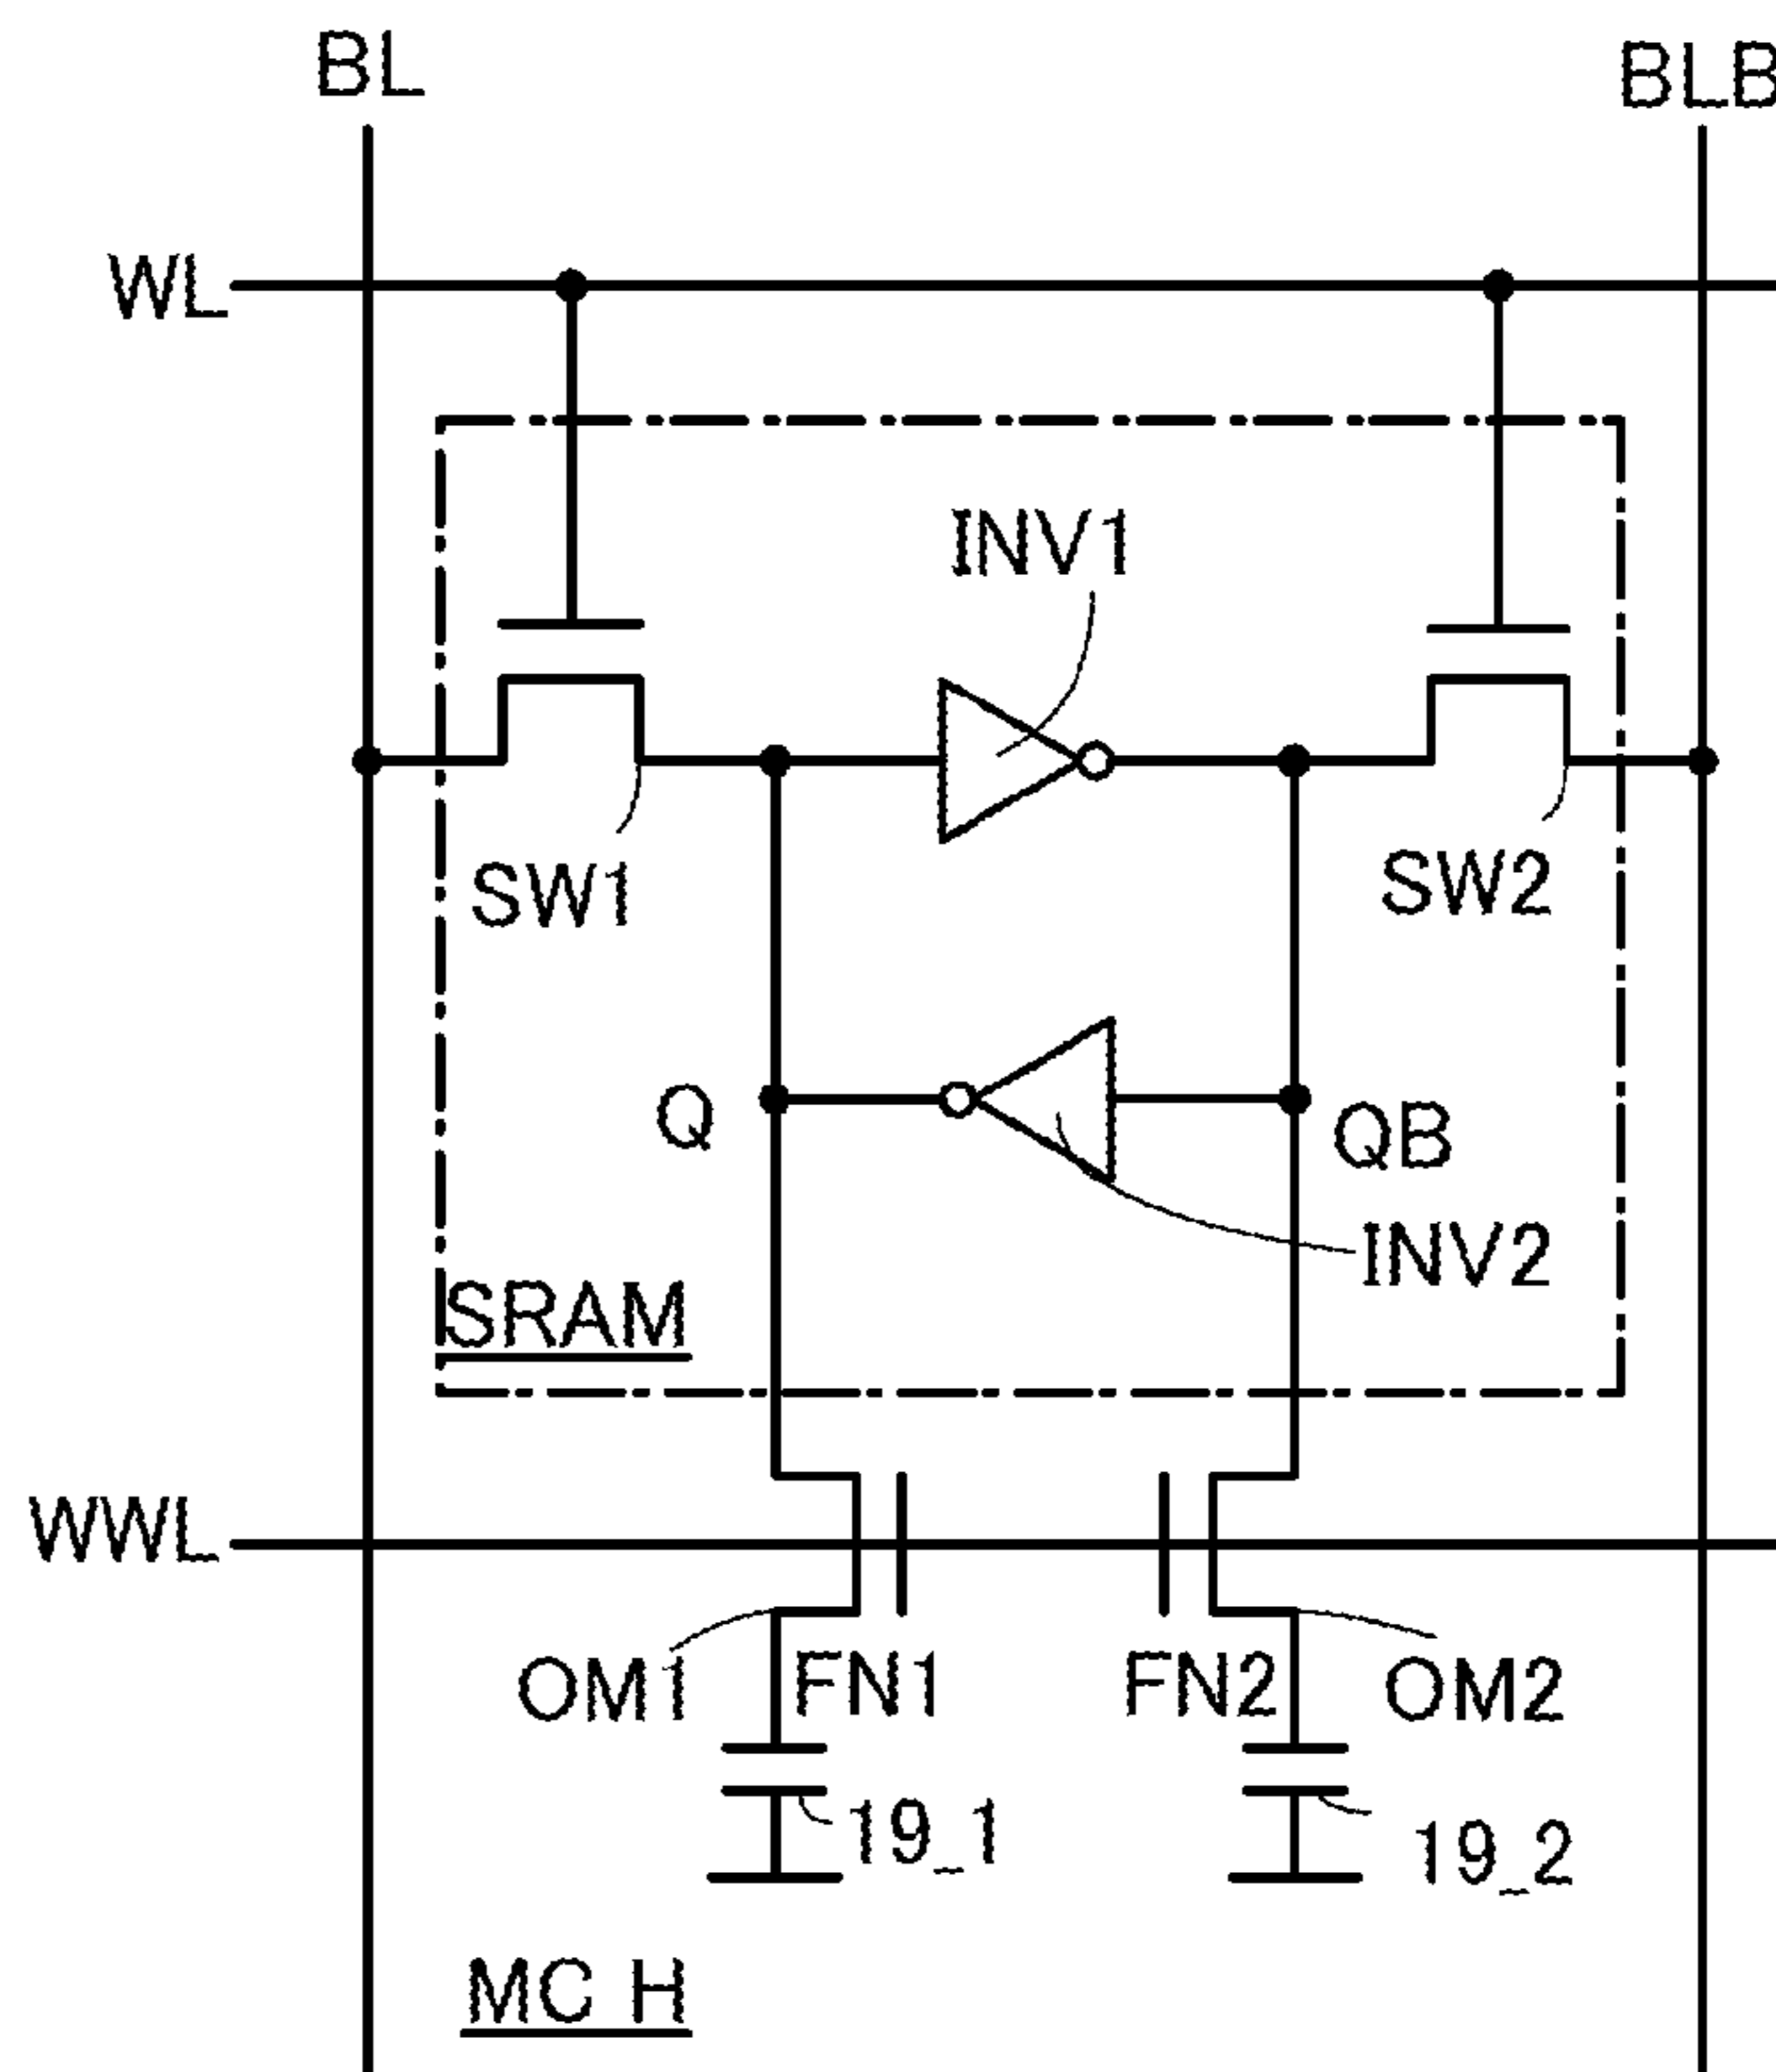 BL
BLB
WL
INV1
SW1
SW2
Q
QB
INV2
SRAM
WWL
OM1
FN1
FN2
OM2
19_1
19_2
MC H